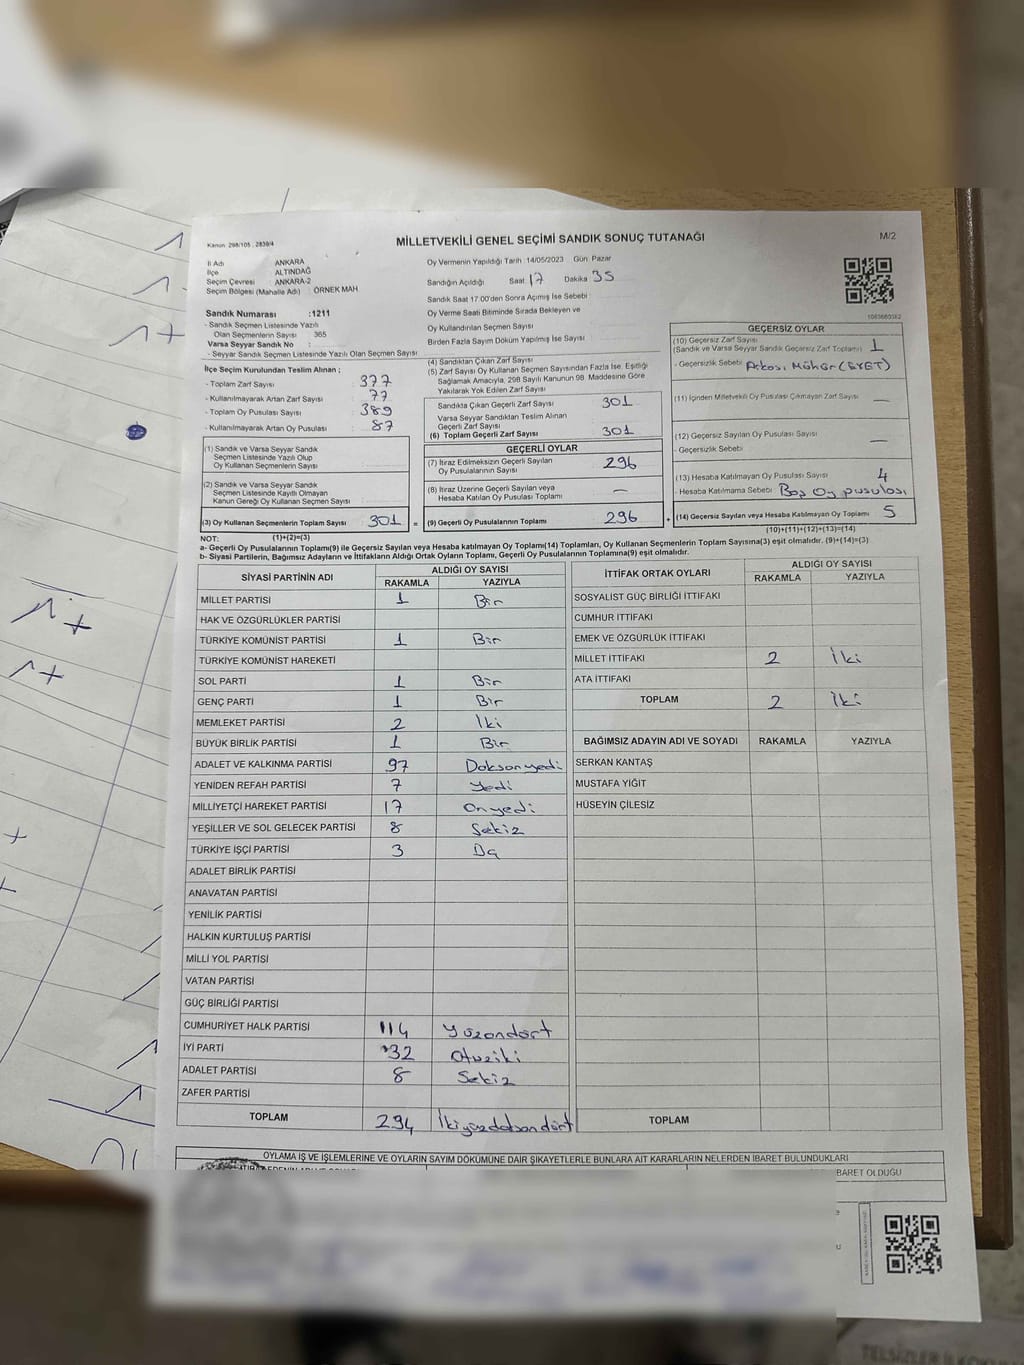 Kanun: 298/105 , 2839/4
MİLLETVEKİLİ GENEL SEÇİMİ SANDIK SONUÇ TUTANAĞI
M/2
İl Adı ANKARA
İlçe ALTINDAĞ
Seçim Çevresi ANKARA-2
Seçim Bölgesi (Mahalle Adı) : ÖRNEK MAH.
Sandık Numarası :1211
- Sandık Seçmen Listesinde Yazılı
Olan Seçmenlerin Sayısı 365
Varsa Seyyar Sandık No :
- Seyyar Sandık Seçmen Listesinde Yazılı Olan Seçmen Sayısı
Oy Vermenin Yapıldığı Tarih :14/05/2023 Gün Pazar
Sandığın Açıldığı Saat 17 Dakika 35
Sandık Saat 17:00'den Sonra Açılmış İse Sebebi
Oy Verme Saati Bitiminde Sırada Bekleyen ve
Oy Kullandırılan Seçmen Sayısı
Birden Fazla Sayım Döküm Yapılmış İse Sayısı :
İlçe Seçim Kurulundan Teslim Alınan ;
- Toplam Zarf Sayısı : 377
- Kullanılmayarak Artan Zarf Sayısı : 77
- Toplam Oy Pusulası Sayısı : 389
- Kullanılmayarak Artan Oy Pusulası : 87
(1) Sandık ve Varsa Seyyar Sandık
Seçmen Listesinde Yazılı Olup
Oy Kullanan Seçmenlerin Sayısı
(2) Sandık ve Varsa Seyyar Sandık
Seçmen Listesinde Kayıtlı Olmayan
Kanun Gereği Oy Kullanan Seçmen Sayısı
(3) Oy Kullanan Seçmenlerin Toplam Sayısı 301 =
(4) Sandıktan Çıkan Zarf Sayısı
(5) Zarf Sayısı Oy Kullanan Seçmen Sayısından Fazla İse, Eşitliği
Sağlamak Amacıyla, 298 Sayılı Kanunun 98. Maddesine Göre
Yakılarak Yok Edilen Zarf Sayısı
Sandıkta Çıkan Geçerli Zarf Sayısı 301
Varsa Seyyar Sandıktan Teslim Alınan
Geçerli Zarf Sayısı
(6) Toplam Geçerli Zarf Sayısı 301
GEÇERLİ OYLAR
(7) İtiraz Edilmeksizin Geçerli Sayılan
Oy Pusulalarının Sayısı 296
(8) İtiraz Üzerine Geçerli Sayılan veya
Hesaba Katılan Oy Pusulası Toplamı —
(9) Geçerli Oy Pusulalarının Toplamı 296 +
GEÇERSİZ OYLAR
(10) Geçersiz Zarf Sayısı
(Sandık ve Varsa Seyyar Sandık Geçersiz Zarf Toplamı) 1
- Geçersizlik Sebebi Arkası Mühür (EVET)
(11) İçinden Milletvekili Oy Pusulası Çıkmayan Zarf Sayısı —
(12) Geçersiz Sayılan Oy Pusulası Sayısı —
- Geçersizlik Sebebi
(13) Hesaba Katılmayan Oy Pusulası Sayısı 4
- Hesaba Katılmama Sebebi Boş Oy pusulası
(14) Geçersiz Sayılan veya Hesaba Katılmayan Oy Toplamı 5
NOT: (1)+(2)=(3) (10)+(11)+(12)+(13)=(14)
a- Geçerli Oy Pusulalarının Toplamı(9) ile Geçersiz Sayılan veya Hesaba katılmayan Oy Toplamı(14) Toplamları, Oy Kullanan Seçmenlerin Toplam Sayısına(3) eşit olmalıdır. (9)+(14)=(3)
b- Siyasi Partilerin, Bağımsız Adayların ve İttifakların Aldığı Oy Ortak Oyların Toplamı, Geçerli Oy Pusulalarının Toplamına(9) eşit olmalıdır.
SİYASİ PARTİNİN ADI ALDIĞI OY SAYISI
RAKAMLA YAZIYLA
MİLLET PARTİSİ 1 Bir
HAK VE ÖZGÜRLÜKLER PARTİSİ
TÜRKİYE KOMÜNİST PARTİSİ 1 Bir
TÜRKİYE KOMÜNİST HAREKETİ
SOL PARTİ 1 Bir
GENÇ PARTİ 1 Bir
MEMLEKET PARTİSİ 2 İki
BÜYÜK BİRLİK PARTİSİ 1 Bir
ADALET VE KALKINMA PARTİSİ 97 Doksanyedi
YENİDEN REFAH PARTİSİ 7 Yedi
MİLLİYETÇİ HAREKET PARTİSİ 17 Onyedi
YEŞİLLER VE SOL GELECEK PARTİSİ 8 Sekiz
TÜRKİYE İŞÇİ PARTİSİ 3
ADALET BİRLİK PARTİSİ
ANAVATAN PARTİSİ
YENİLİK PARTİSİ
HALKIN KURTULUŞ PARTİSİ
MİLLİ YOL PARTİSİ
VATAN PARTİSİ
GÜÇ BİRLİĞİ PARTİSİ
CUMHURİYET HALK PARTİSİ 114 Yüzondört
İYİ PARTİ 32 Otuziki
ADALET PARTİSİ 8 Sekiz
ZAFER PARTİSİ
TOPLAM 294 İkiyüzdoksandört
İTTİFAK ORTAK OYLARI ALDIĞI OY SAYISI
RAKAMLA YAZIYLA
SOSYALİST GÜÇ BİRLİĞİ İTTİFAKI
CUMHUR İTTİFAKI
EMEK VE ÖZGÜRLÜK İTTİFAKI
MİLLET İTTİFAKI 2 İki
ATA İTTİFAKI
TOPLAM 2 İki
BAĞIMSIZ ADAYIN ADI VE SOYADI RAKAMLA YAZIYLA
SERKAN KANTAŞ
MUSTAFA YİĞİT
HÜSEYİN ÇİLESİZ
TOPLAM
OYLAMA İŞ VE İŞLEMLERİNE VE OYLARIN SAYIM DÖKÜMÜNE DAİR ŞİKAYETLERLE BUNLARA AİT KARARLARIN NELERDEN İBARET BULUNDUKLARI
BARET OLDUĞU